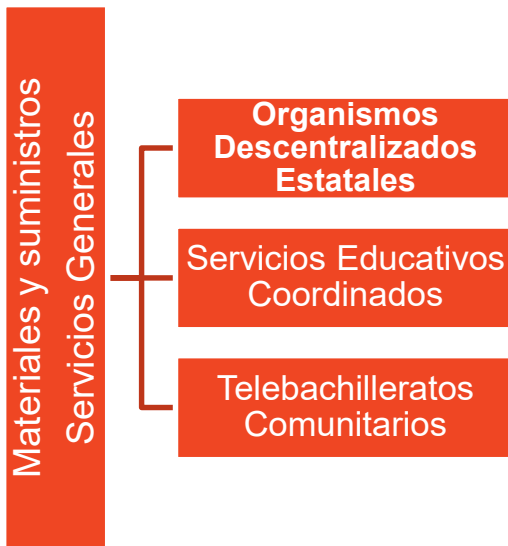 Materiales y suministros
Servicios Generales
Organismos
Descentralizados
Estatales
Servicios Educativos
Coordinados
Telebachilleratos
Comunitarios